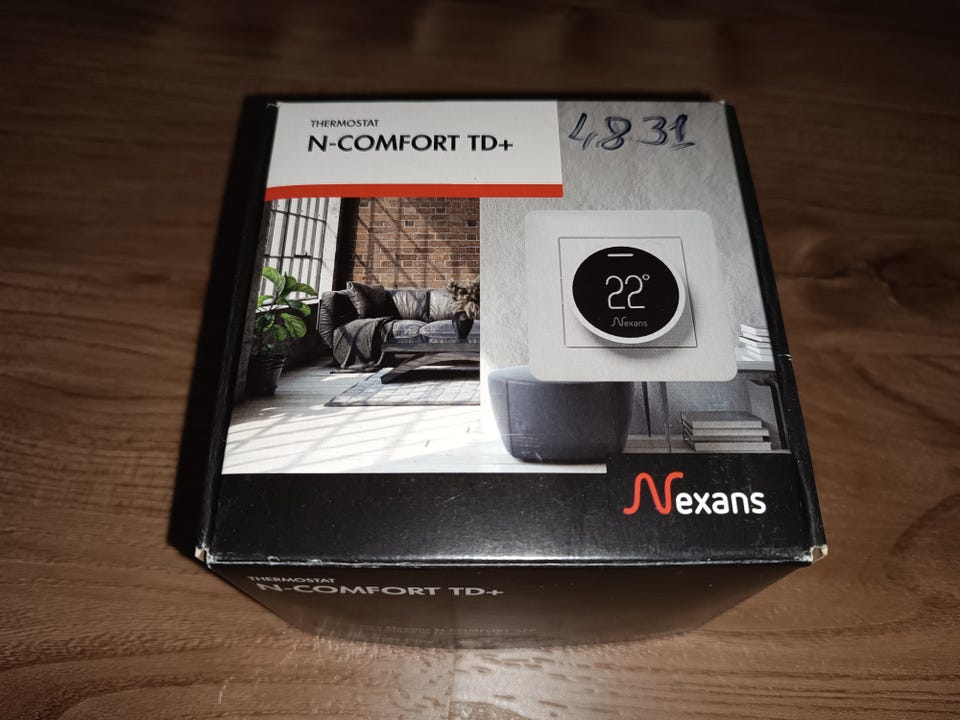 THERMOSTAT
N-COMFORT TD+
4831
22°
Nexans
Nexans
THERMOSTAT
N-COMFORT TD+